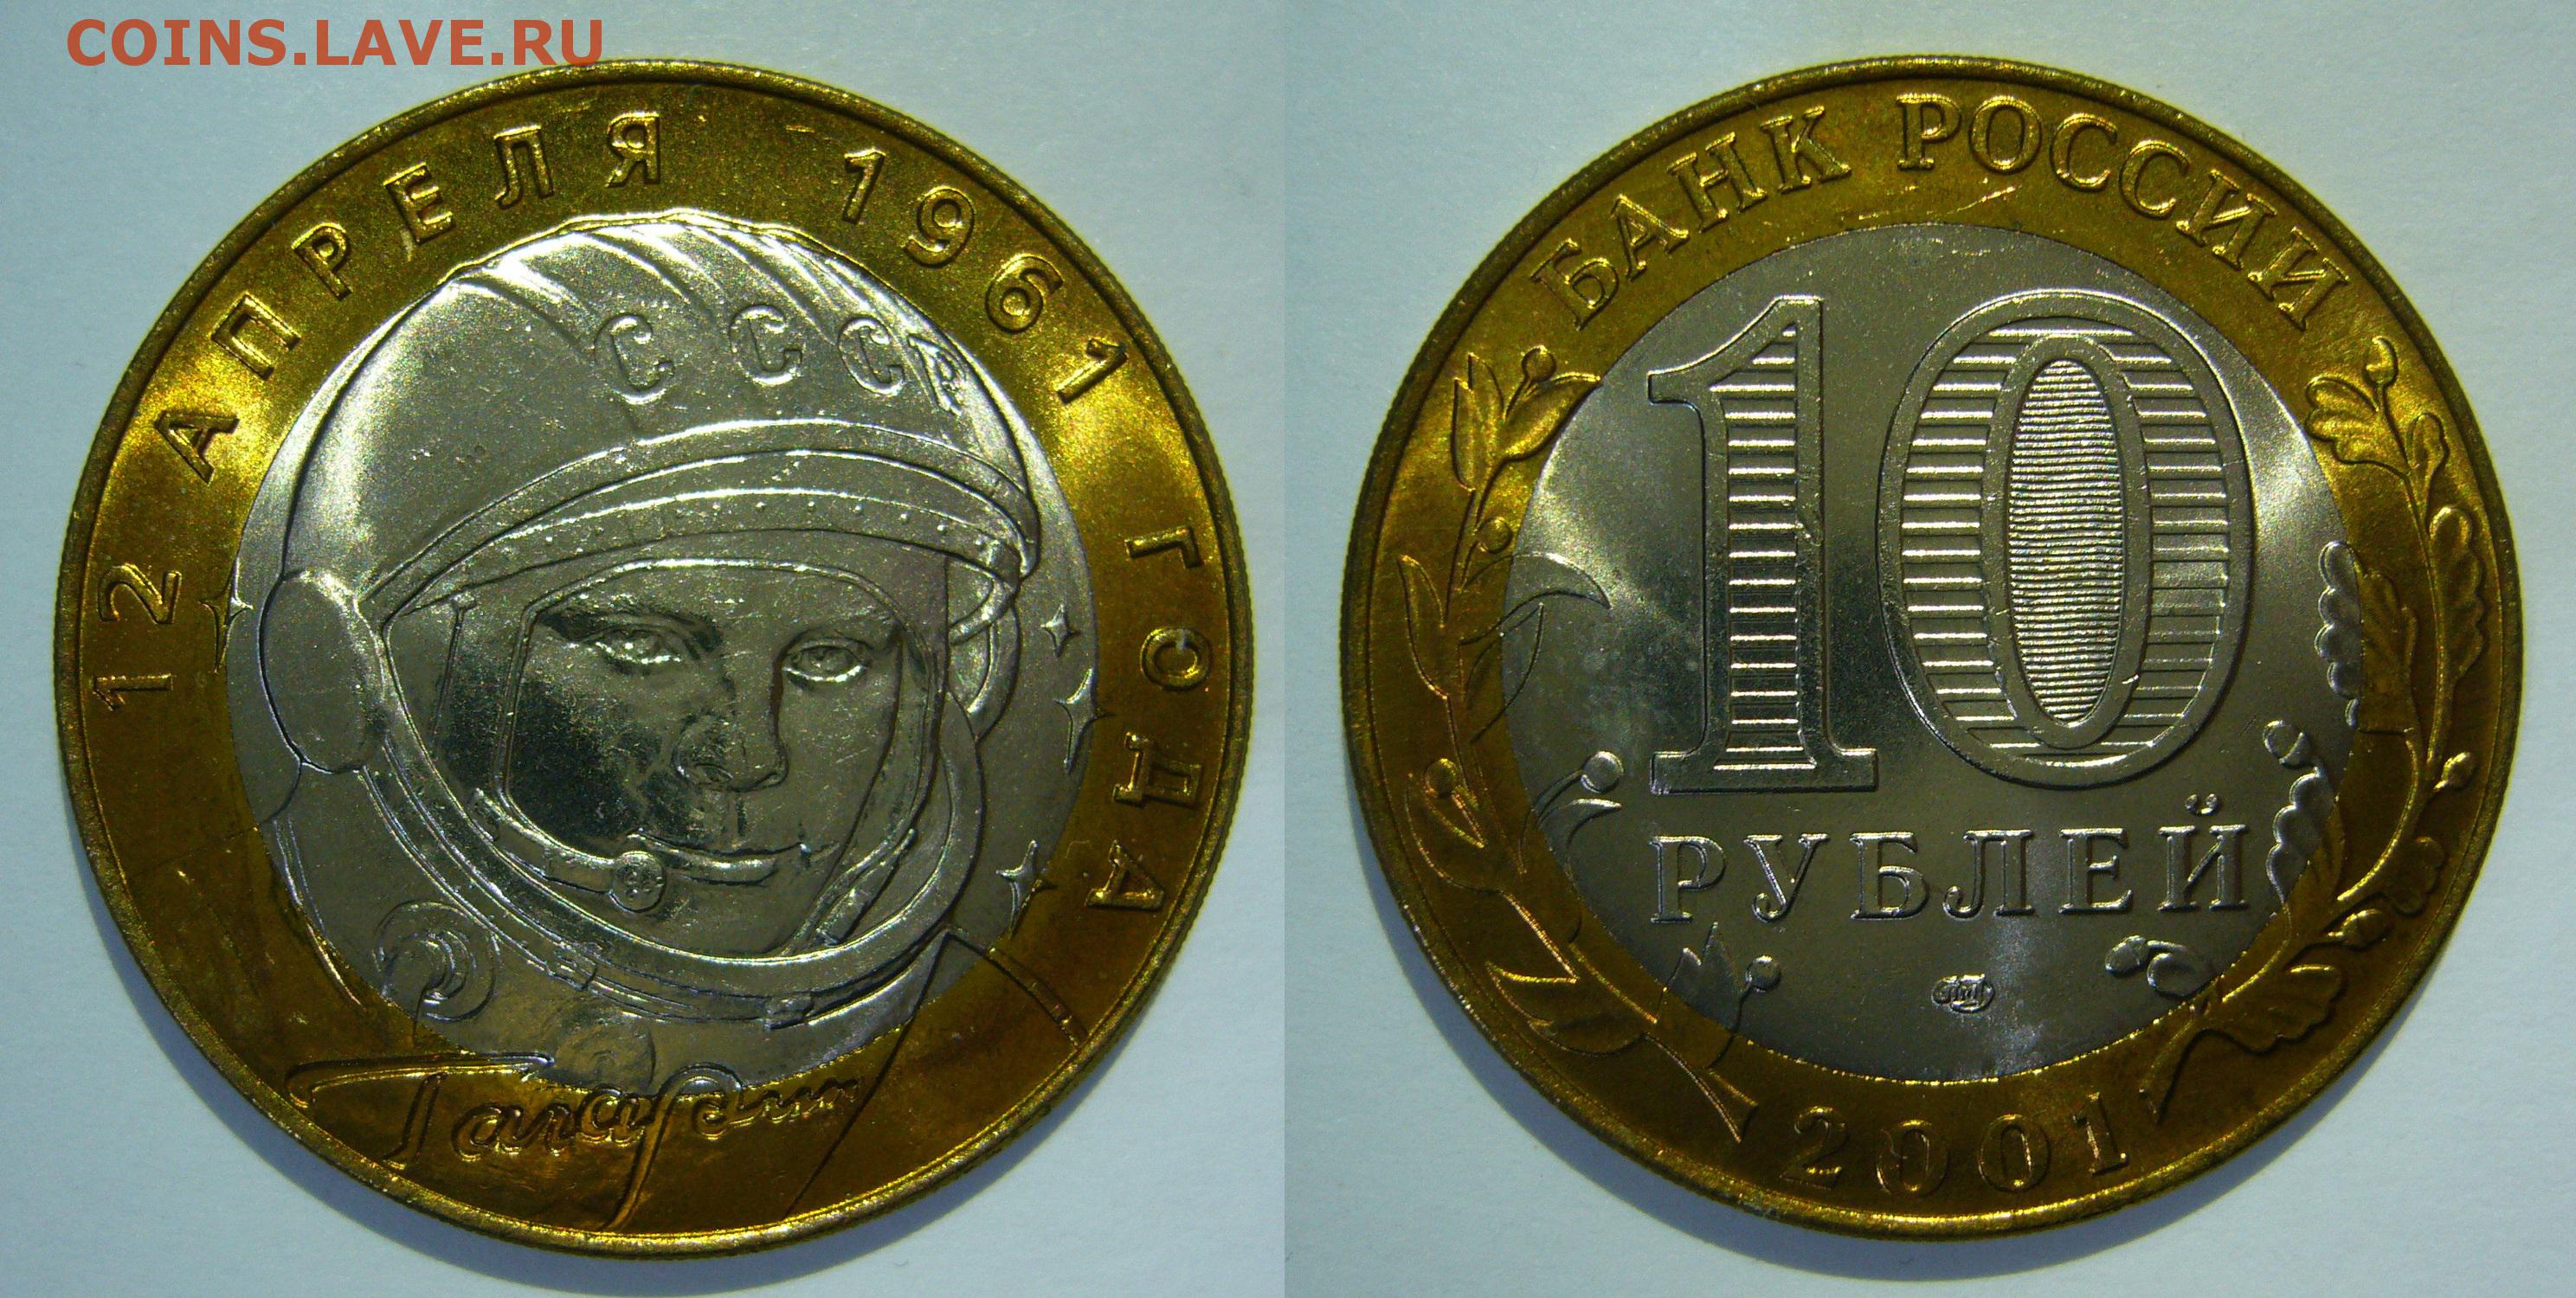 COINS.LAVE.RU
12 АПРЕЛЯ 1961 ГОДА
СССР
Гагарин
БАНК РОССИИ
10
РУБЛЕЙ
2001